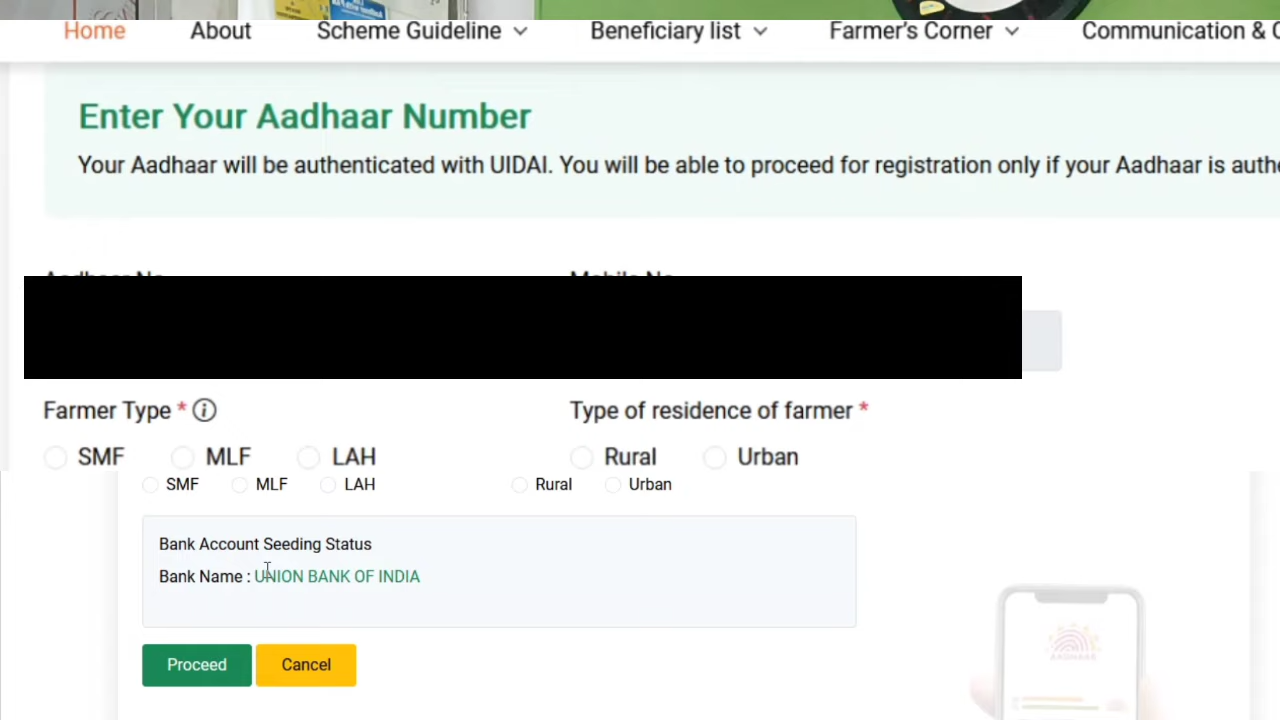 Home About Scheme Guideline Beneficiary list Farmer's Corner Communication &
Enter Your Aadhaar Number
Your Aadhaar will be authenticated with UIDAI. You will be able to proceed for registration only if your Aadhaar is
Farmer Type * Type of residence of farmer *
SMF MLF LAH Rural Urban
SMF MLF LAH Rural Urban
Bank Account Seeding Status
Bank Name : UNION BANK OF INDIA
Proceed Cancel
AADHAAR